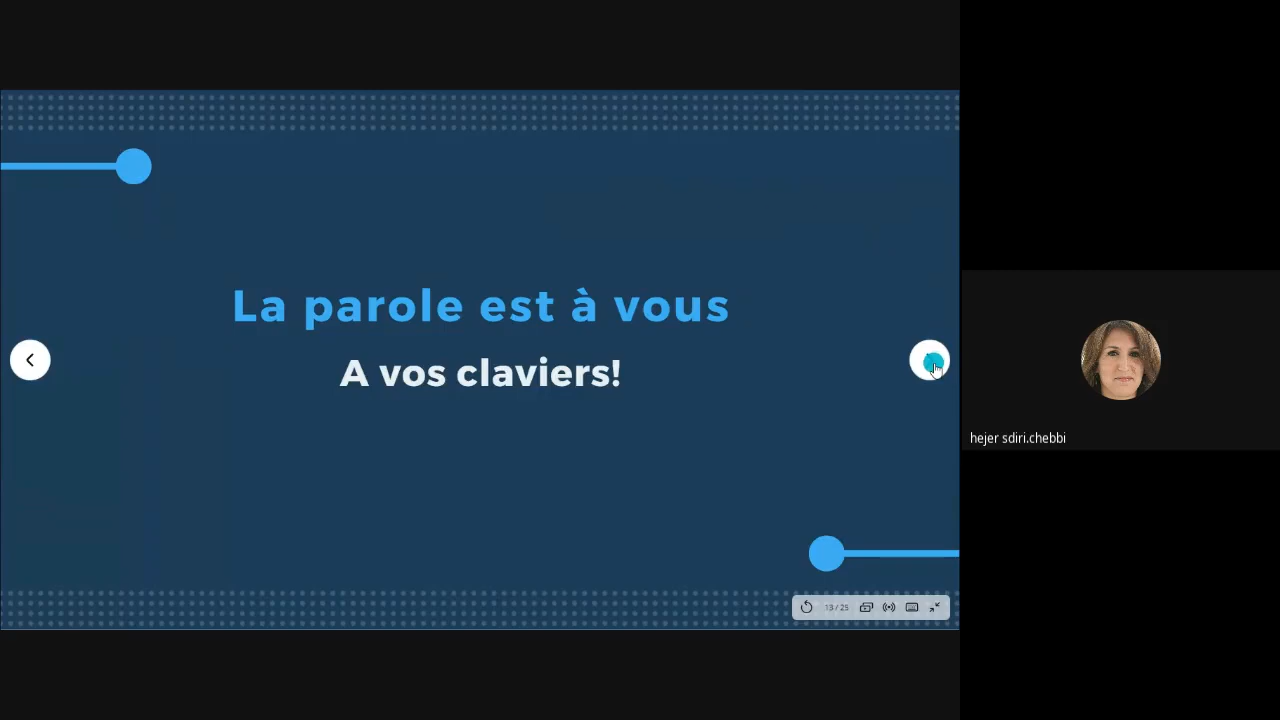 La parole est à vous
A vos claviers!
hejer sdiri.chebbi
13 / 25